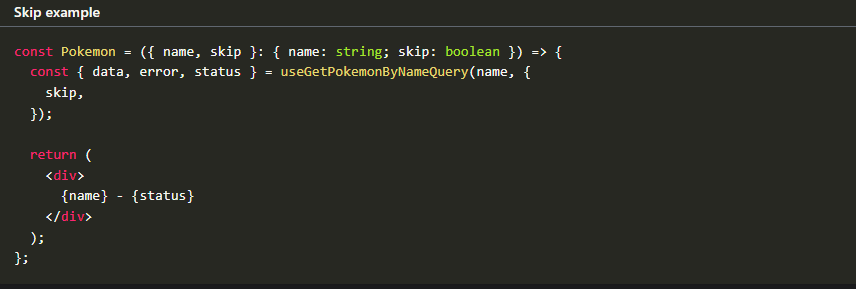 Skip example
const Pokemon = ({ name, skip }: { name: string; skip: boolean }) => {
  const { data, error, status } = useGetPokemonByNameQuery(name, {
    skip,
  });

  return (
    <div>
      {name} - {status}
    </div>
  );
};